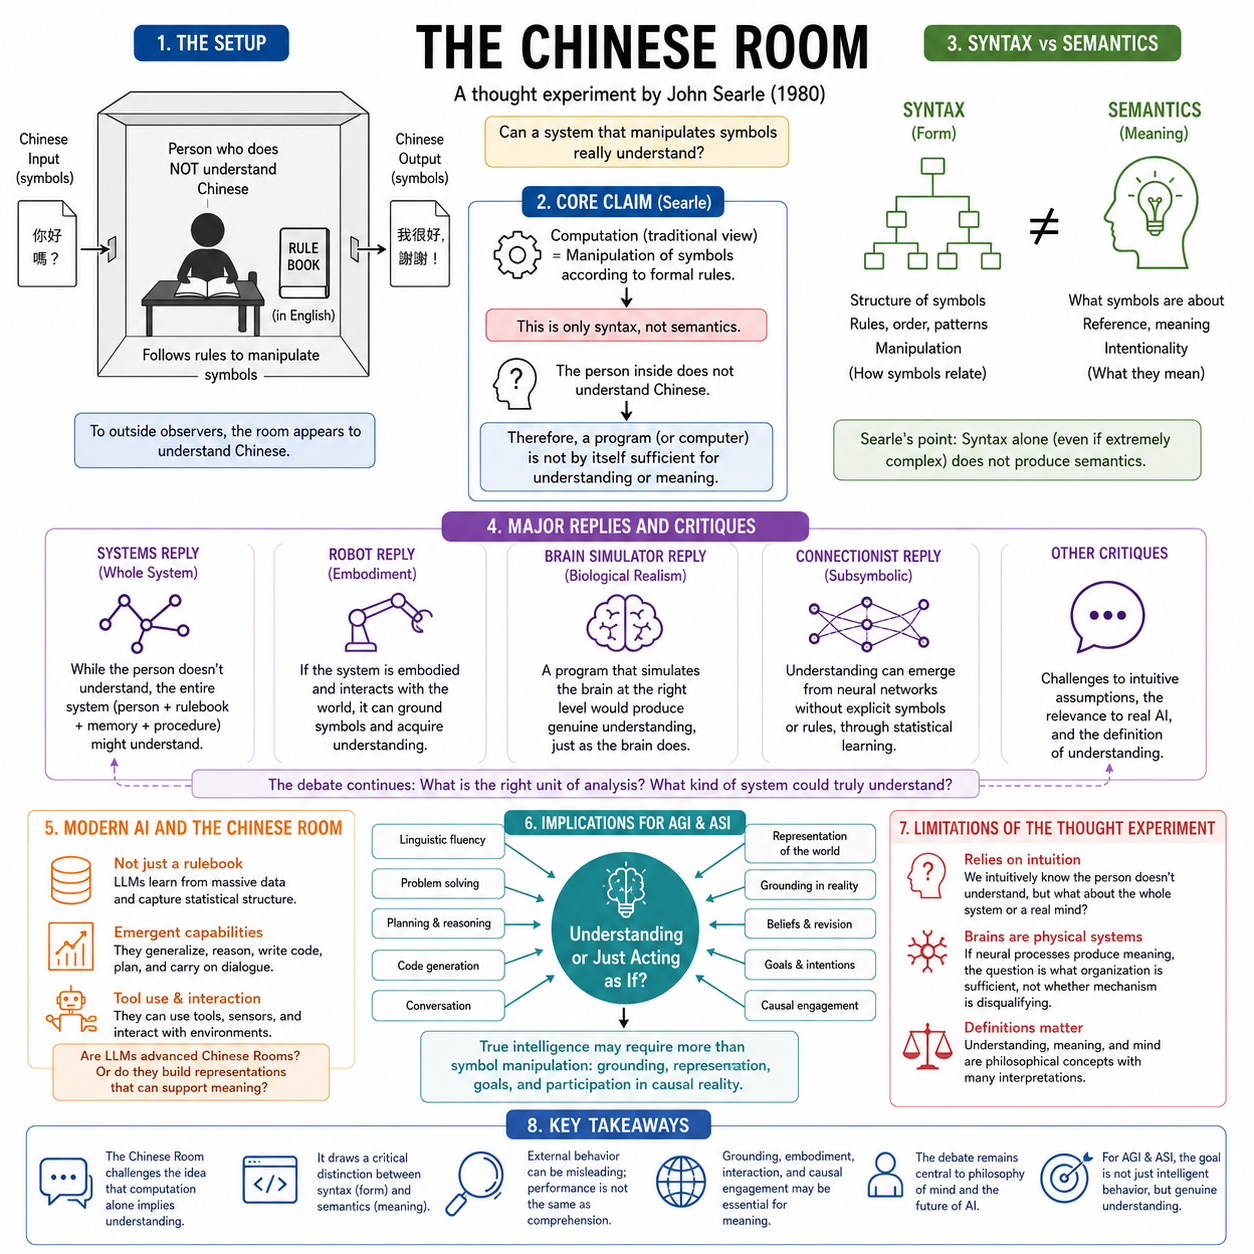 1. THE SETUP
THE CHINESE ROOM
A thought experiment by John Searle (1980)
Can a system that manipulates symbols
really understand?
Chinese
Input
(symbols)
你好
嗎？
Person who does
NOT understand
Chinese
RULE
BOOK
(in English)
Follows rules to manipulate
symbols
Chinese
Output
(symbols)
我很好,
謝謝！
To outside observers, the room appears to
understand Chinese.
2. CORE CLAIM (Searle)
Computation (traditional view)
= Manipulation of symbols
according to formal rules.
This is only syntax, not semantics.
?
The person inside does not
understand Chinese.
Therefore, a program (or computer)
is not by itself sufficient for
understanding or meaning.
3. SYNTAX vs SEMANTICS
SYNTAX
(Form)
≠
SEMANTICS
(Meaning)
Structure of symbols
Rules, order, patterns
Manipulation
(How symbols relate)
What symbols are about
Reference, meaning
Intentionality
(What they mean)
Searle's point: Syntax alone (even if extremely
complex) does not produce semantics.
4. MAJOR REPLIES AND CRITIQUES
SYSTEMS REPLY
(Whole System)
While the person doesn't
understand, the entire
system (person + rulebook
+ memory + procedure)
might understand.
ROBOT REPLY
(Embodiment)
If the system is embodied
and interacts with the
world, it can ground
symbols and acquire
understanding.
BRAIN SIMULATOR REPLY
(Biological Realism)
A program that simulates
the brain at the right
level would produce
genuine understanding,
just as the brain does.
CONNECTIONIST REPLY
(Subsymbolic)
Understanding can emerge
from neural networks
without explicit symbols
or rules, through statistical
learning.
OTHER CRITIQUES
Challenges to intuitive
assumptions, the
relevance to real AI,
and the definition
of understanding.
The debate continues: What is the right unit of analysis? What kind of system could truly understand?
5. MODERN AI AND THE CHINESE ROOM
Not just a rulebook
LLMs learn from massive data
and capture statistical structure.
Emergent capabilities
They generalize, reason, write code,
plan, and carry on dialogue.
Tool use & interaction
They can use tools, sensors, and
interact with environments.
Are LLMs advanced Chinese Rooms?
Or do they build representations
that can support meaning?
6. IMPLICATIONS FOR AGI & ASI
Linguistic fluency
Problem solving
Planning & reasoning
Code generation
Conversation
Understanding
or Just Acting
as If?
Representation
of the world
Grounding in reality
Beliefs & revision
Goals & intentions
Causal engagement
True intelligence may require more than
symbol manipulation: grounding, representation,
goals, and participation in causal reality.
7. LIMITATIONS OF THE THOUGHT EXPERIMENT
?
Relies on intuition
We intuitively know the person doesn't
understand, but what about the whole
system or a real mind?
Brains are physical systems
If neural processes produce meaning,
the question is what organization is
sufficient, not whether mechanism
is disqualifying.
Definitions matter
Understanding, meaning, and mind
are philosophical concepts with
many interpretations.
8. KEY TAKEAWAYS
The Chinese Room
challenges the idea
that computation
alone implies
understanding.
</>
It draws a critical
distinction between
syntax (form) and
semantics (meaning).
External behavior
can be misleading;
performance is not
the same as
comprehension.
Grounding, embodiment,
interaction, and causal
engagement may be
essential for
meaning.
The debate remains
central to philosophy
of mind and the
future of AI.
For AGI & ASI, the goal
is not just intelligent
behavior, but genuine
understanding.